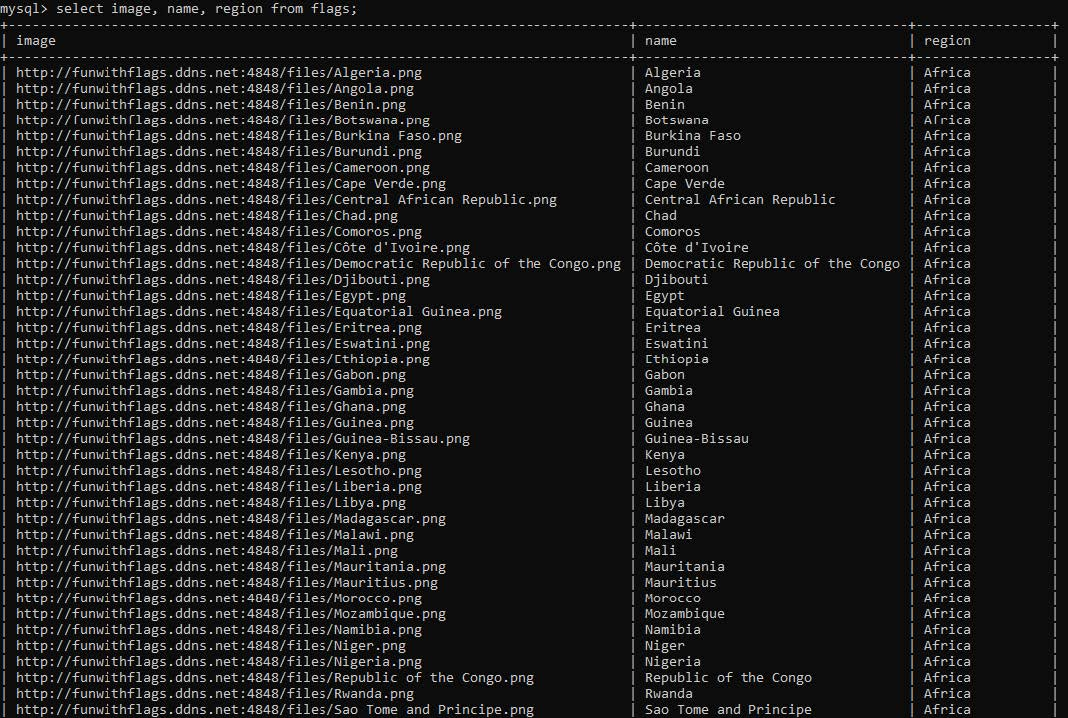 mysql> select image, name, region from flags;
+------------------------------------------------------------------------------+----------------------------------+-----------------+
| image | name | region |
+------------------------------------------------------------------------------+----------------------------------+-----------------+
| http://funwithflags.ddns.net:4848/files/Algeria.png | Algeria | Africa |
| http://funwithflags.ddns.net:4848/files/Angola.png | Angola | Africa |
| http://funwithflags.ddns.net:4848/files/Benin.png | Benin | Africa |
| http://funwithflags.ddns.net:4848/files/Botswana.png | Botswana | Africa |
| http://funwithflags.ddns.net:4848/files/Burkina Faso.png | Burkina Faso | Africa |
| http://funwithflags.ddns.net:4848/files/Burundi.png | Burundi | Africa |
| http://funwithflags.ddns.net:4848/files/Cameroon.png | Cameroon | Africa |
| http://funwithflags.ddns.net:4848/files/Cape Verde.png | Cape Verde | Africa |
| http://funwithflags.ddns.net:4848/files/Central African Republic.png | Central African Republic | Africa |
| http://funwithflags.ddns.net:4848/files/Chad.png | Chad | Africa |
| http://funwithflags.ddns.net:4848/files/Comoros.png | Comoros | Africa |
| http://funwithflags.ddns.net:4848/files/Côte d'Ivoire.png | Côte d'Ivoire | Africa |
| http://funwithflags.ddns.net:4848/files/Democratic Republic of the Congo.png | Democratic Republic of the Congo | Africa |
| http://funwithflags.ddns.net:4848/files/Djibouti.png | Djibouti | Africa |
| http://funwithflags.ddns.net:4848/files/Egypt.png | Egypt | Africa |
| http://funwithflags.ddns.net:4848/files/Equatorial Guinea.png | Equatorial Guinea | Africa |
| http://funwithflags.ddns.net:4848/files/Eritrea.png | Eritrea | Africa |
| http://funwithflags.ddns.net:4848/files/Eswatini.png | Eswatini | Africa |
| http://funwithflags.ddns.net:4848/files/Ethiopia.png | Ethiopia | Africa |
| http://funwithflags.ddns.net:4848/files/Gabon.png | Gabon | Africa |
| http://funwithflags.ddns.net:4848/files/Gambia.png | Gambia | Africa |
| http://funwithflags.ddns.net:4848/files/Ghana.png | Ghana | Africa |
| http://funwithflags.ddns.net:4848/files/Guinea.png | Guinea | Africa |
| http://funwithflags.ddns.net:4848/files/Guinea-Bissau.png | Guinea-Bissau | Africa |
| http://funwithflags.ddns.net:4848/files/Kenya.png | Kenya | Africa |
| http://funwithflags.ddns.net:4848/files/Lesotho.png | Lesotho | Africa |
| http://funwithflags.ddns.net:4848/files/Liberia.png | Liberia | Africa |
| http://funwithflags.ddns.net:4848/files/Libya.png | Libya | Africa |
| http://funwithflags.ddns.net:4848/files/Madagascar.png | Madagascar | Africa |
| http://funwithflags.ddns.net:4848/files/Malawi.png | Malawi | Africa |
| http://funwithflags.ddns.net:4848/files/Mali.png | Mali | Africa |
| http://funwithflags.ddns.net:4848/files/Mauritania.png | Mauritania | Africa |
| http://funwithflags.ddns.net:4848/files/Mauritius.png | Mauritius | Africa |
| http://funwithflags.ddns.net:4848/files/Morocco.png | Morocco | Africa |
| http://funwithflags.ddns.net:4848/files/Mozambique.png | Mozambique | Africa |
| http://funwithflags.ddns.net:4848/files/Namibia.png | Namibia | Africa |
| http://funwithflags.ddns.net:4848/files/Niger.png | Niger | Africa |
| http://funwithflags.ddns.net:4848/files/Nigeria.png | Nigeria | Africa |
| http://funwithflags.ddns.net:4848/files/Republic of the Congo.png | Republic of the Congo | Africa |
| http://funwithflags.ddns.net:4848/files/Rwanda.png | Rwanda | Africa |
| http://funwithflags.ddns.net:4848/files/Sao Tome and Principe.png | Sao Tome and Principe | Africa |